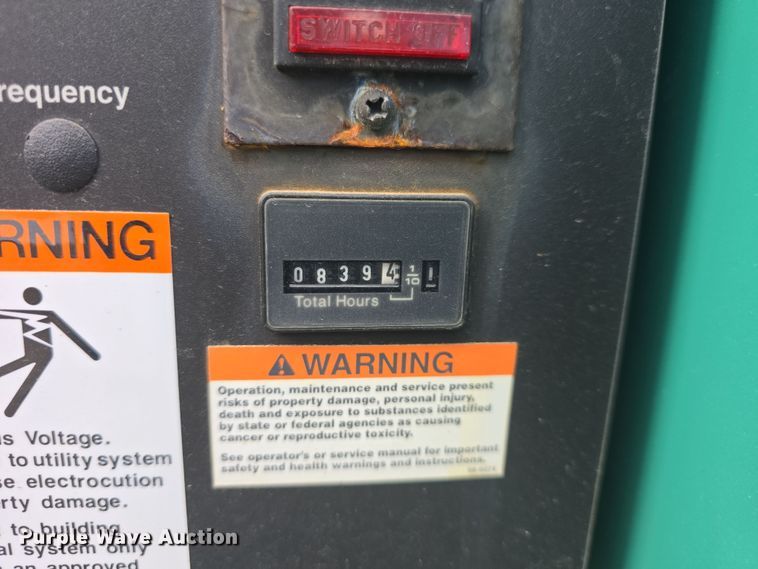 SWITCH OFF
requency
RNING
0839 4 1/10
Total Hours
WARNING
Operation, maintenance and service present
risks of property damage, personal injury,
death and exposure to substances identified
by state or federal agencies as causing
cancer or reproductive toxicity.
See operator's or service manual for important
safety and health warnings and instructions.
s Voltage.
to utility system
se electrocution
rty damage.
to building
al system only
an approved
Purple Wave Auction